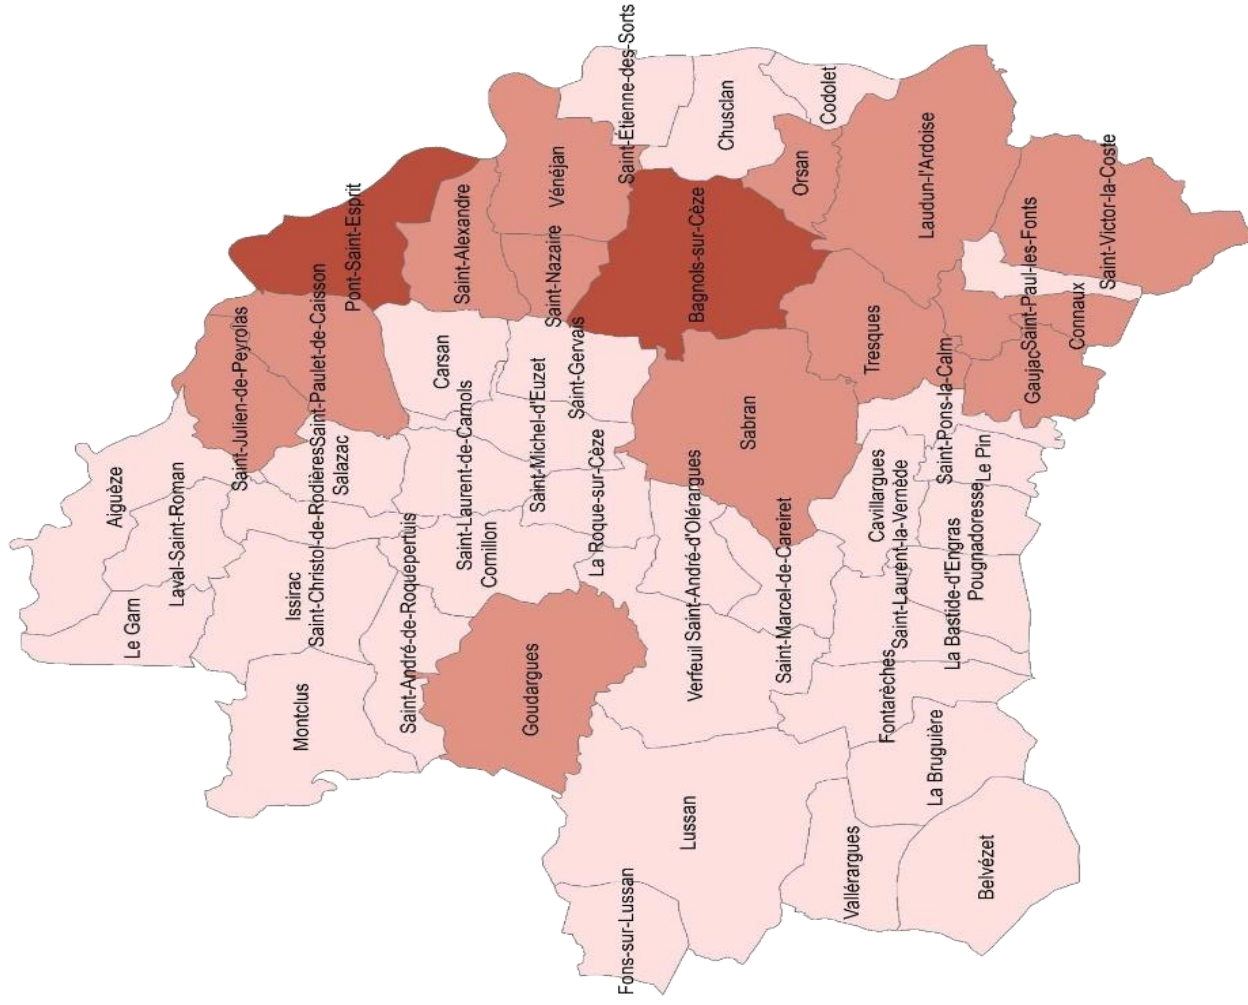 Saint-Étienne-des-Sorts
Chusclan
Codolet
Pont-Saint-Esprit
Saint-Alexandre
Vénéjan
Saint-Nazaire
Bagnols-sur-Cèze
Orsan
Laudun-l'Ardoise
Saint-Victor-la-Coste
Saint-Paul-les-Fonts
Connaux
Gaujac
Tresques
Saint-Julien-de-Peyrolas
Saint-Paulet-de-Caisson
Carsan
Saint-Gervais
Saint-Michel-d'Euzet
Saint-Laurent-de-Carnols
Salazac
Sabran
Saint-Pons-la-Calm
Le Pin
Cavillargues
Aiguèze
Laval-Saint-Roman
Le Garn
Issirac
Saint-Christol-de-Rodières
Saint-André-de-Roquepertuis
Cornillon
La Roque-sur-Cèze
Saint-André-d'Olérargues
Verfeuil
Saint-Marcel-de-Careiret
Saint-Laurent-la-Vernède
La Bastide-d'Engras
Pougnadoresse
Montclus
Goudargues
Fontarèches
La Bruguière
Lussan
Vallérargues
Belvézet
Fons-sur-Lussan